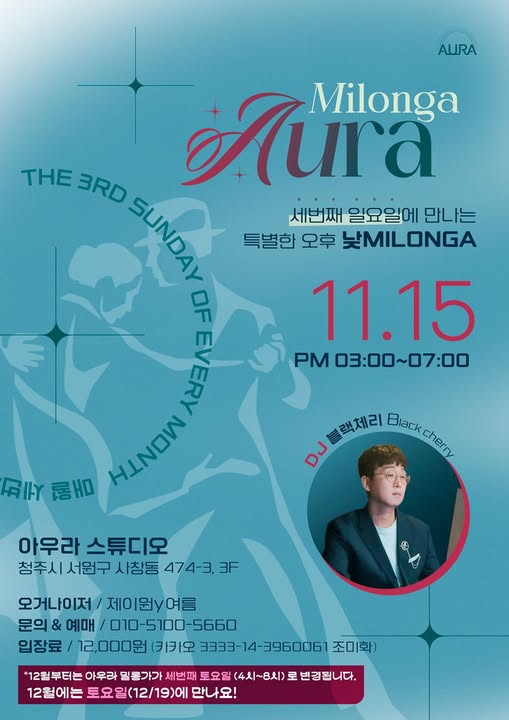 AURA
Milonga
Aura
THE 3RD SUNDAY OF EVERY MONTH
매월 세번
세번째 일요일에 만나는
특별한 오후 낮MILONGA
11.15
PM 03:00~07:00
DJ 블랙체리 Black cherry
아우라 스튜디오
청주시 서원구 사창동 474-3, 3F
오거나이저 / 제이원y여름
문의 & 예매 / 010-5100-5660
입장료 / 12,000원 (카카오 3333-14-3960061 조미화)
*12월부터는 아우라 밀롱가가 세번째 토요일 (4시~8시) 로 변경됩니다.
12월에는 토요일(12/19)에 만나요!